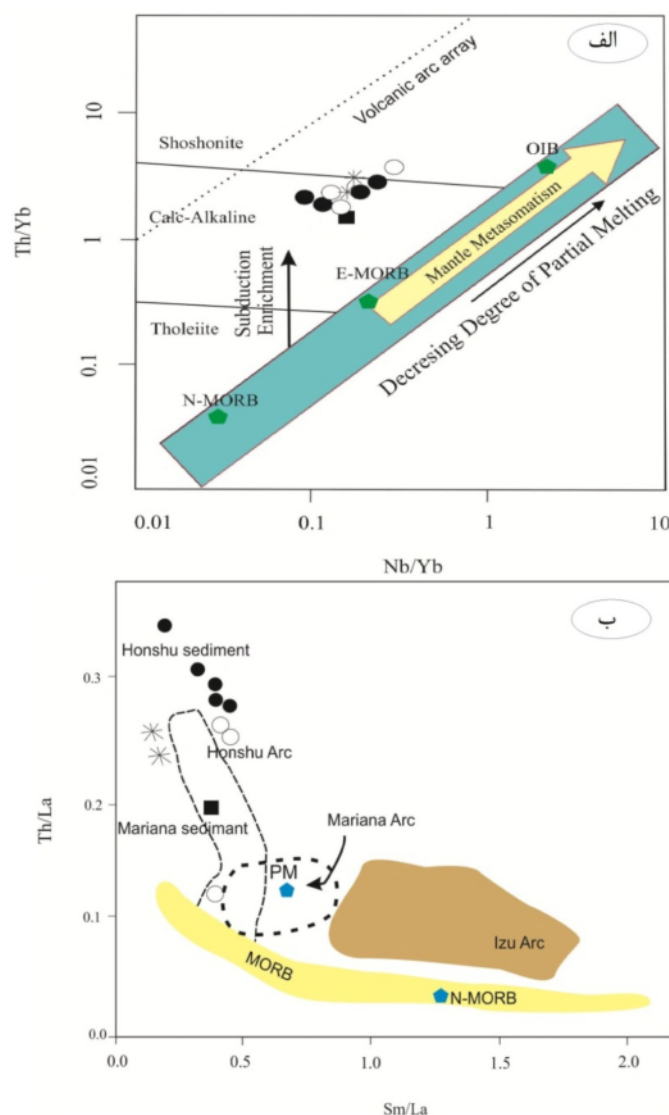 الف
Volcanic arc array
10
Shoshonite
OIB
Calc-Alkaline
1
Th/Yb
Mantle Metasomatism
E-MORB
Subduction
Enrichment
Decresing Degree of Partial Melting
Tholeiite
0.1
N-MORB
0.01
0.01
0.1
1
10
Nb/Yb
ب
0.3
Honshu sediment
Honshu Arc
Th/La
0.2
Mariana sedimant
Mariana Arc
PM
0.1
Izu Arc
MORB
N-MORB
0.0
0.0
0.5
1.0
1.5
2.0
Sm/La